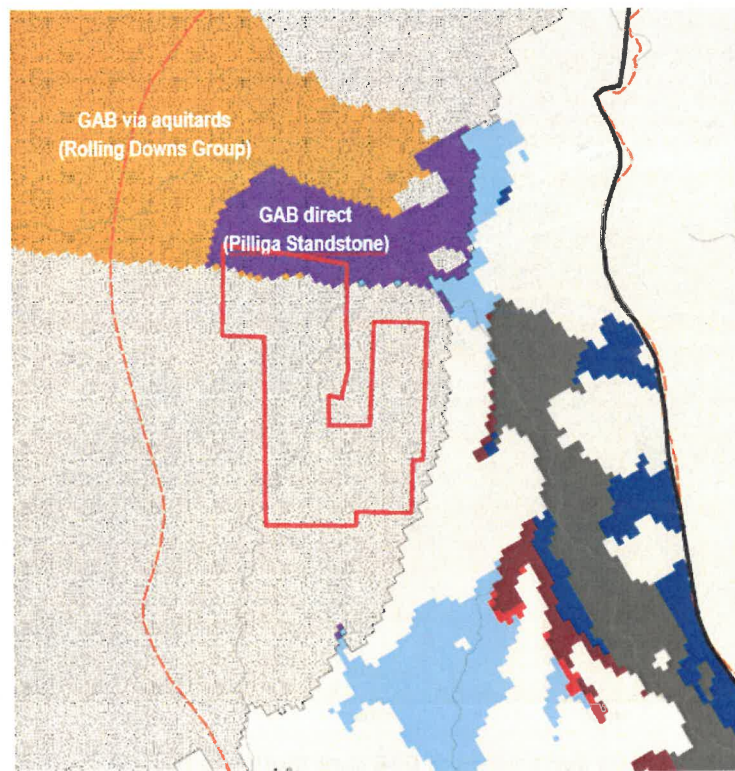 GAB via aquitards
(Rolling Downs Group)
GAB direct
(Pilliga Standstone)